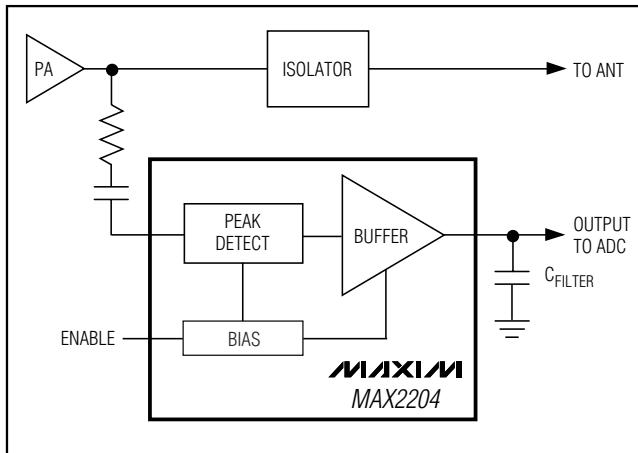 PA
ISOLATOR
TO ANT
PEAK
DETECT
BUFFER
OUTPUT
TO ADC
CFILTER
ENABLE
BIAS
MAXIM
MAX2204